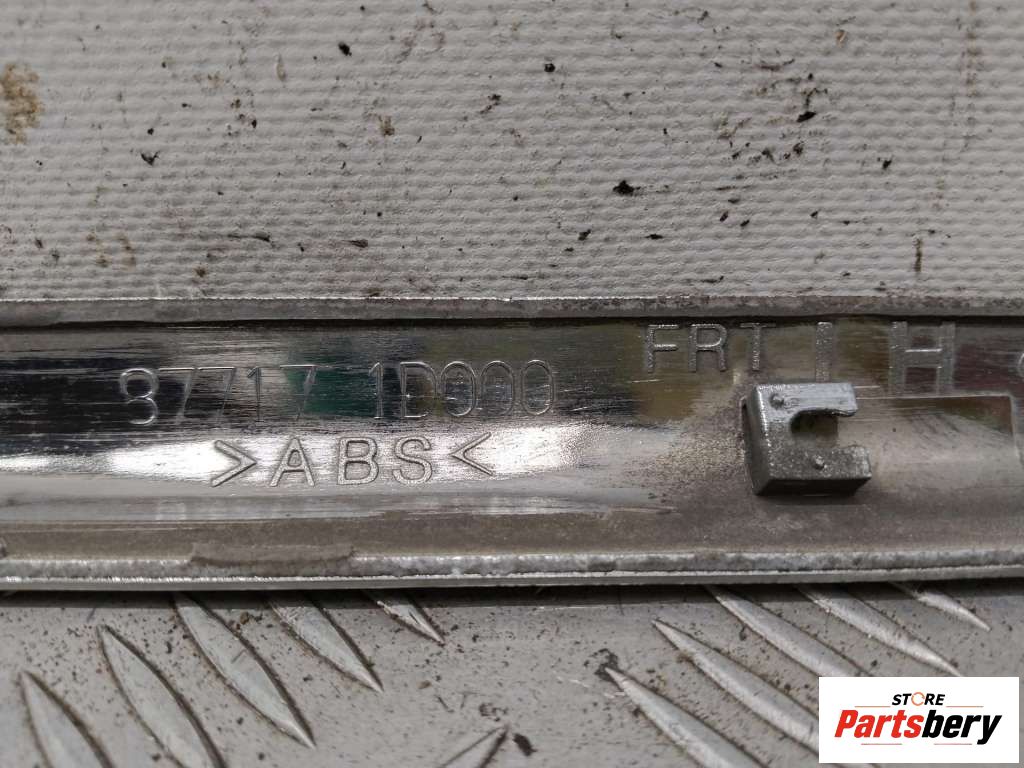 FRT LH
87717 1D000
>ABS<
STORE
Partsbery